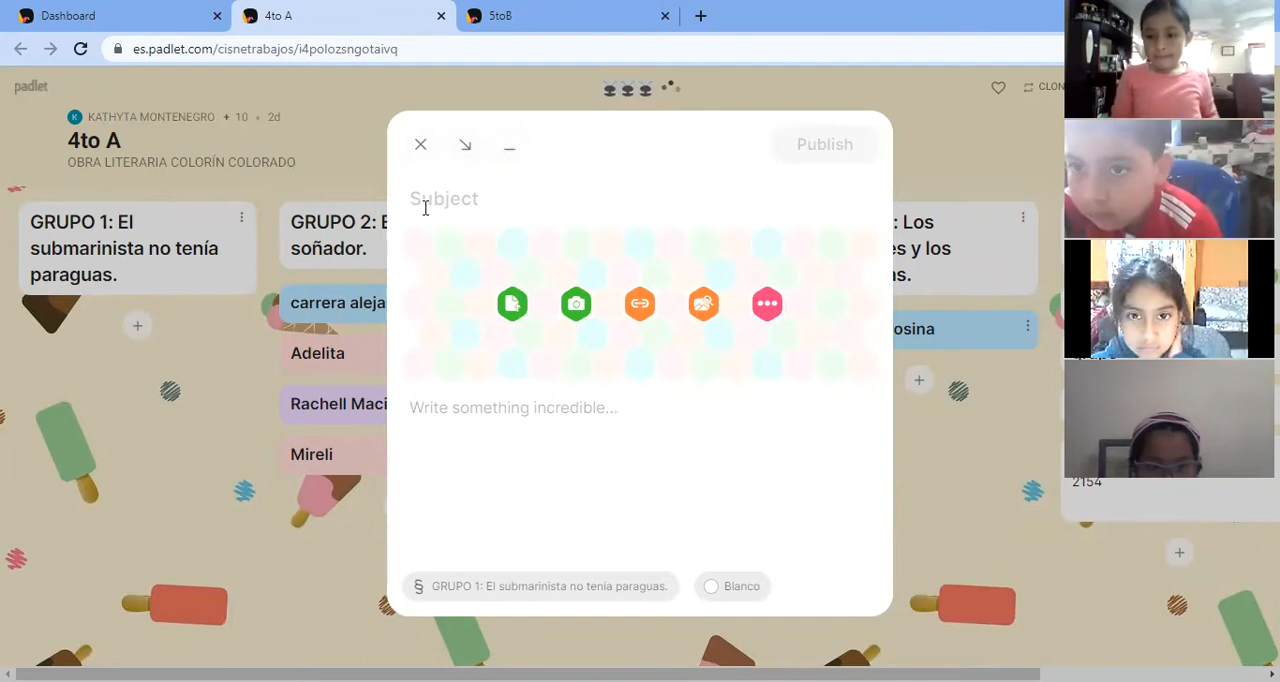 Dashboard
4to A
5toB
es.padlet.com/cisnetrabajos/i4polozsngotaivq
padlet
K KATHYTA MONTENEGRO + 10 • 2d
4to A
OBRA LITERARIA COLORÍN COLORADO
CLON
GRUPO 1: El
submarinista no tenía
paraguas.
GRUPO 2: E
soñador.
carrera aleja
Adelita
Rachell Maci
Mireli
Publish
Subject
Write something incredible...
§ GRUPO 1: El submarinista no tenía paraguas.
Blanco
: Los
es y los
s.
osina
2154